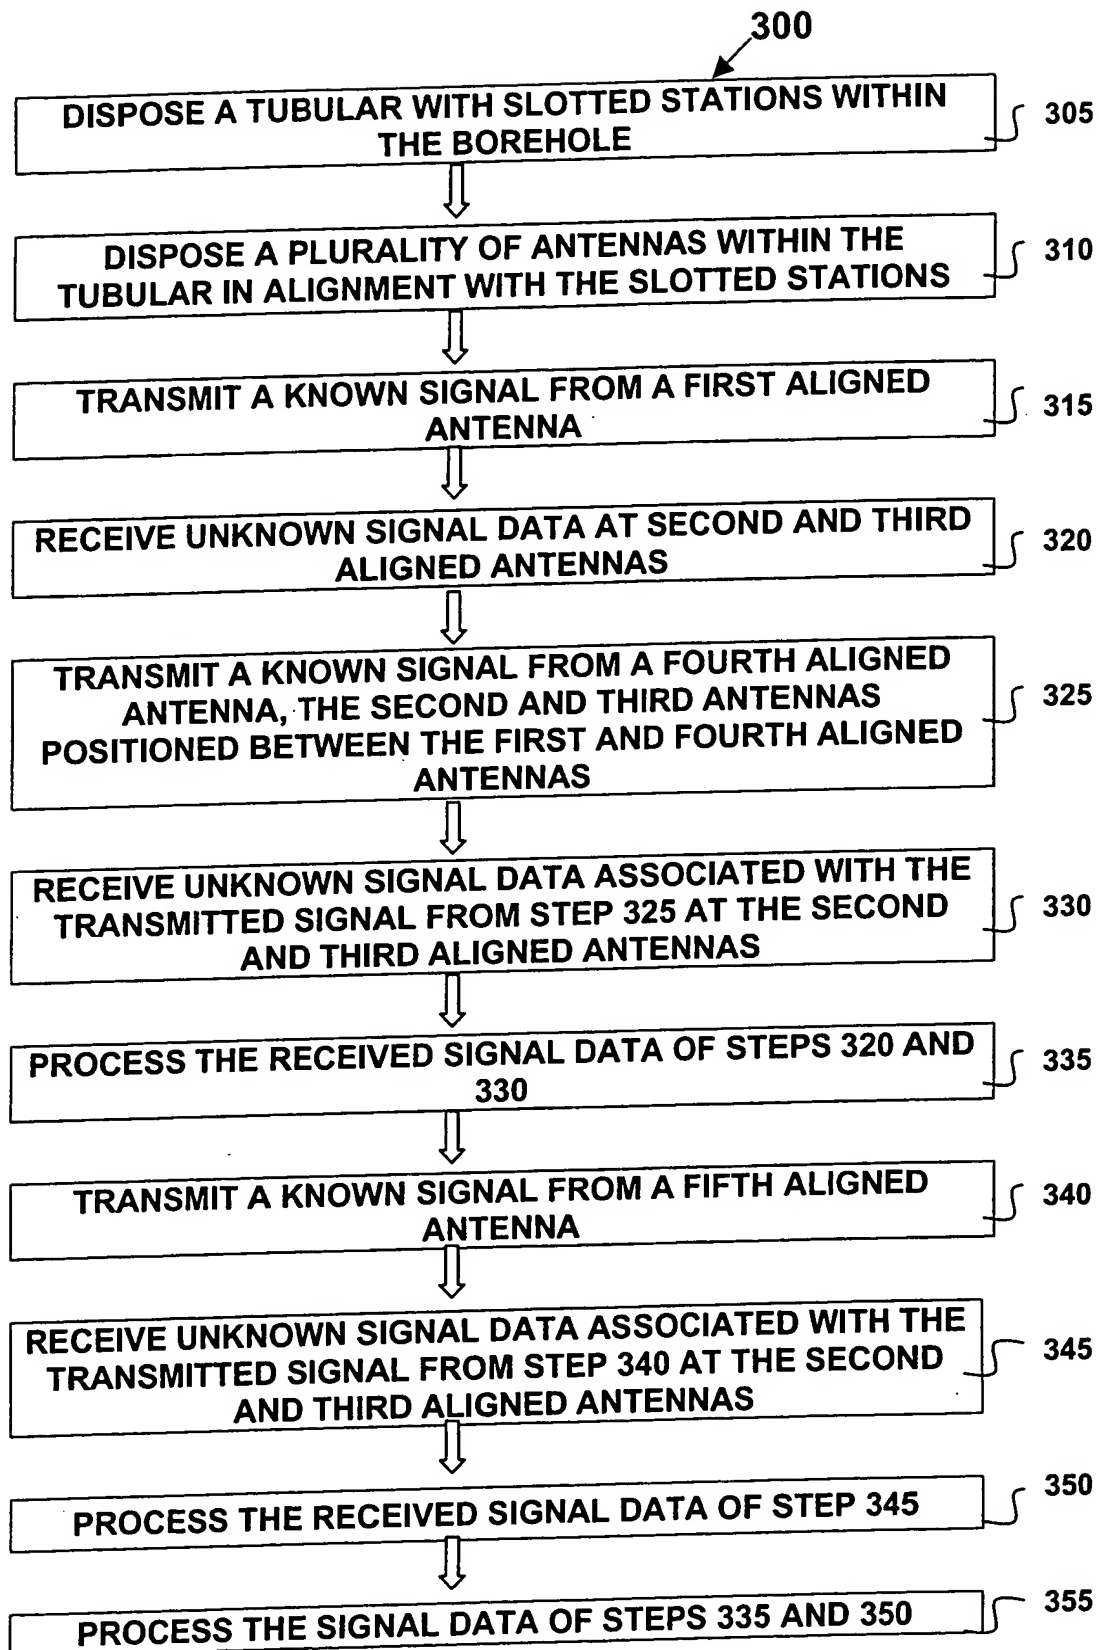 300
DISPOSE A TUBULAR WITH SLOTTED STATIONS WITHIN
THE BOREHOLE
305
DISPOSE A PLURALITY OF ANTENNAS WITHIN THE
TUBULAR IN ALIGNMENT WITH THE SLOTTED STATIONS
310
TRANSMIT A KNOWN SIGNAL FROM A FIRST ALIGNED
ANTENNA
315
RECEIVE UNKNOWN SIGNAL DATA AT SECOND AND THIRD
ALIGNED ANTENNAS
320
TRANSMIT A KNOWN SIGNAL FROM A FOURTH ALIGNED
ANTENNA, THE SECOND AND THIRD ANTENNAS
POSITIONED BETWEEN THE FIRST AND FOURTH ALIGNED
ANTENNAS
325
RECEIVE UNKNOWN SIGNAL DATA ASSOCIATED WITH THE
TRANSMITTED SIGNAL FROM STEP 325 AT THE SECOND
AND THIRD ALIGNED ANTENNAS
330
PROCESS THE RECEIVED SIGNAL DATA OF STEPS 320 AND
330
335
TRANSMIT A KNOWN SIGNAL FROM A FIFTH ALIGNED
ANTENNA
340
RECEIVE UNKNOWN SIGNAL DATA ASSOCIATED WITH THE
TRANSMITTED SIGNAL FROM STEP 340 AT THE SECOND
AND THIRD ALIGNED ANTENNAS
345
PROCESS THE RECEIVED SIGNAL DATA OF STEP 345
350
PROCESS THE SIGNAL DATA OF STEPS 335 AND 350
355